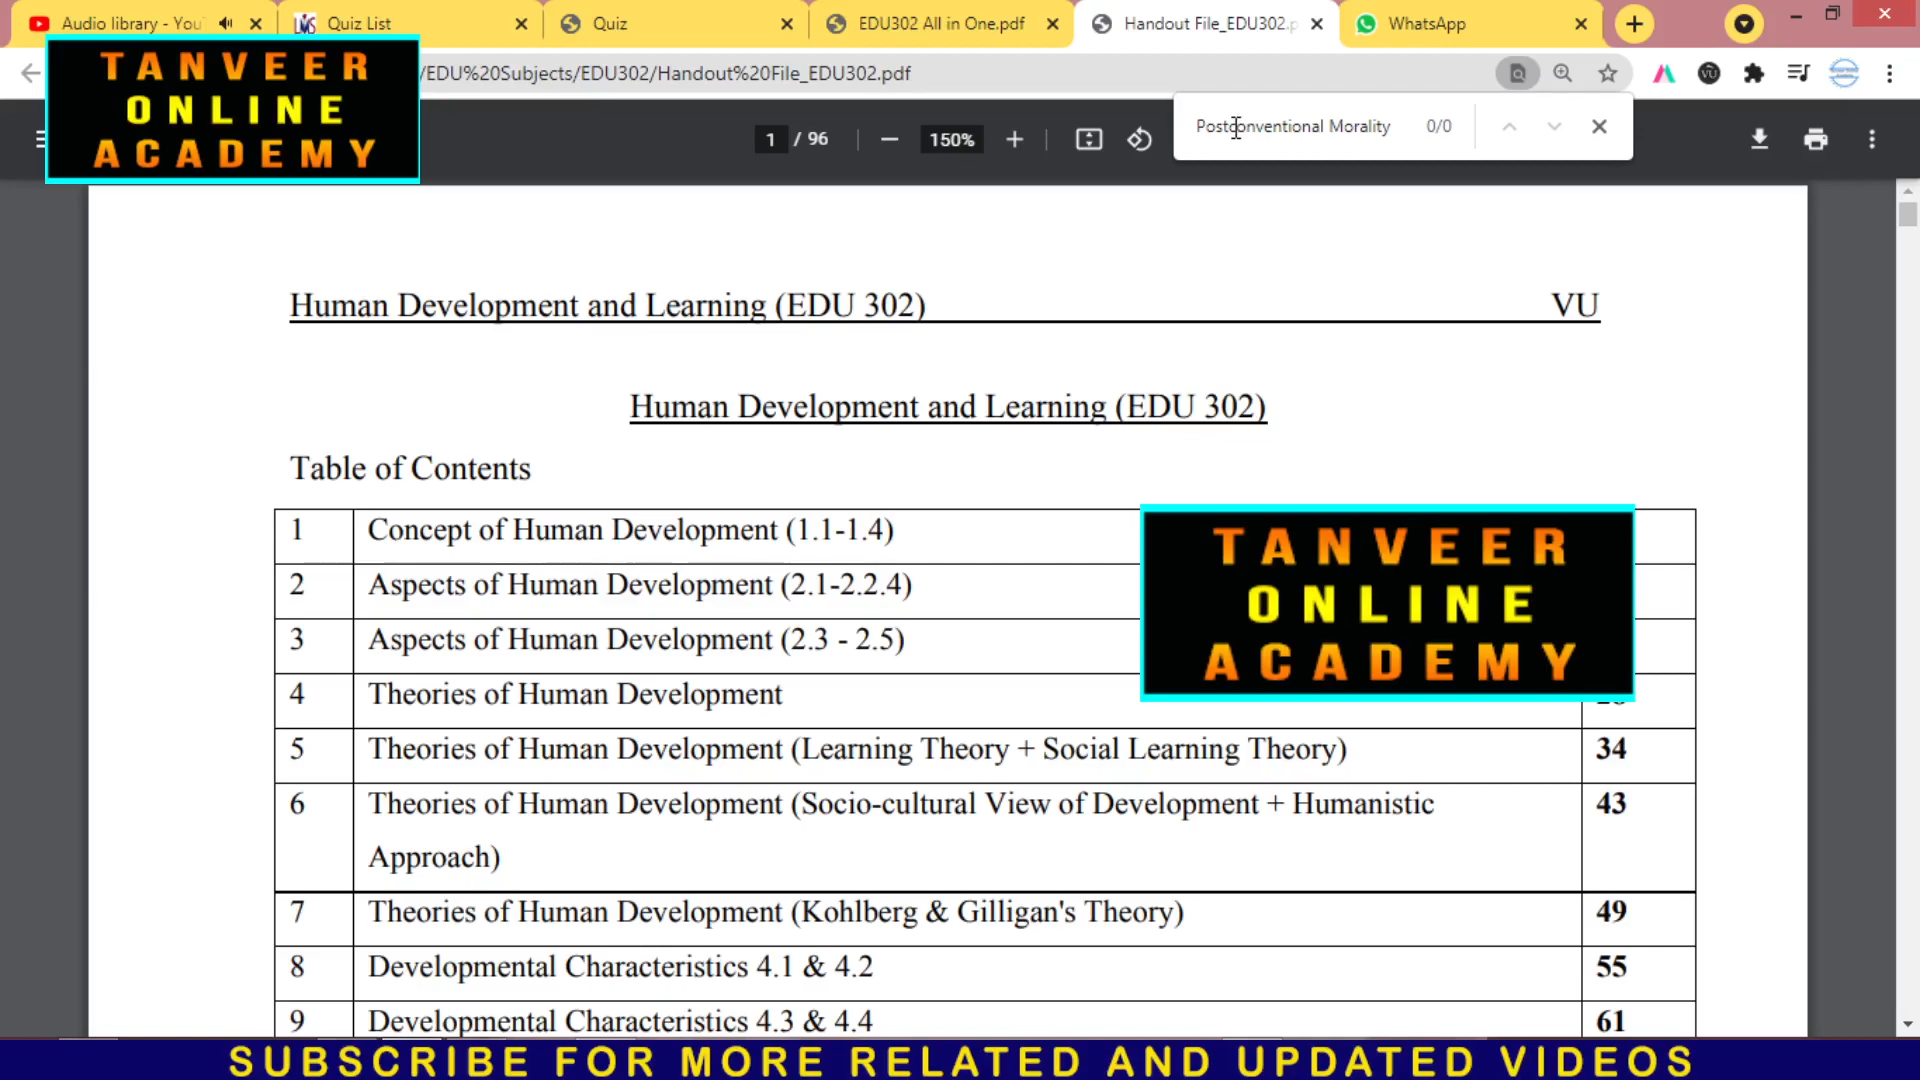 Audio library - You
Quiz List
Quiz
EDU302 All in One.pdf
Handout File_EDU302.p
WhatsApp
/EDU%20Subjects/EDU302/Handout%20File_EDU302.pdf
TANVEER
ONLINE
ACADEMY
1 / 96
150%
Postconventional Morality 0/0
Human Development and Learning (EDU 302) VU
Human Development and Learning (EDU 302)
Table of Contents
1 Concept of Human Development (1.1-1.4)
2 Aspects of Human Development (2.1-2.2.4)
3 Aspects of Human Development (2.3 - 2.5)
4 Theories of Human Development
TANVEER
ONLINE
ACADEMY
5 Theories of Human Development (Learning Theory + Social Learning Theory) 34
6 Theories of Human Development (Socio-cultural View of Development + Humanistic 43
Approach)
7 Theories of Human Development (Kohlberg & Gilligan's Theory) 49
8 Developmental Characteristics 4.1 & 4.2 55
9 Developmental Characteristics 4.3 & 4.4 61
SUBSCRIBE FOR MORE RELATED AND UPDATED VIDEOS